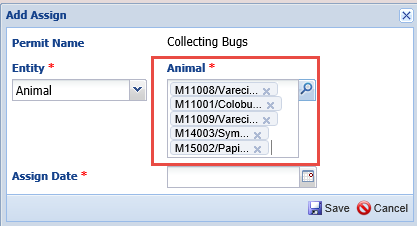 Add Assign
Permit Name Collecting Bugs
Entity * Animal *
Animal
M11008/Vareci...
M11001/Colobu...
M11009/Vareci...
M14003/Sym...
M15002/Papi...
Assign Date *
Save Cancel